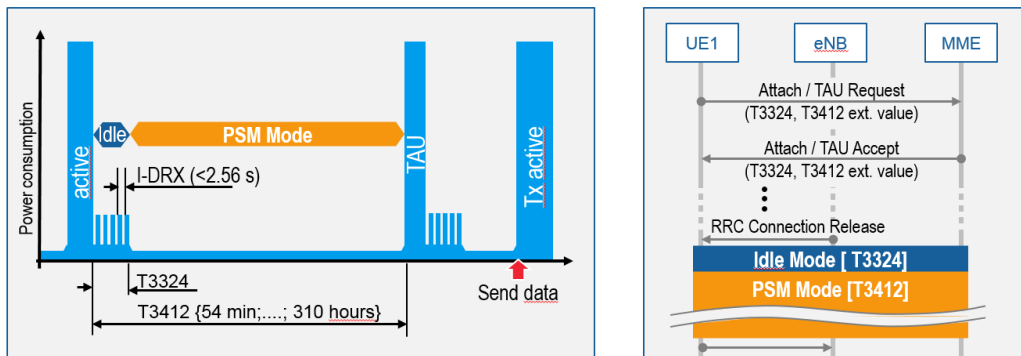 Power consumption
active
Idle
PSM Mode
TAU
Tx active
I-DRX (<2.56 s)
T3324
Send data
T3412 {54 min;....; 310 hours}
UE1
eNB
MME
Attach / TAU Request
(T3324, T3412 ext. value)
Attach / TAU Accept
(T3324, T3412 ext. value)
RRC Connection Release
Idle Mode [ T3324]
PSM Mode [T3412]